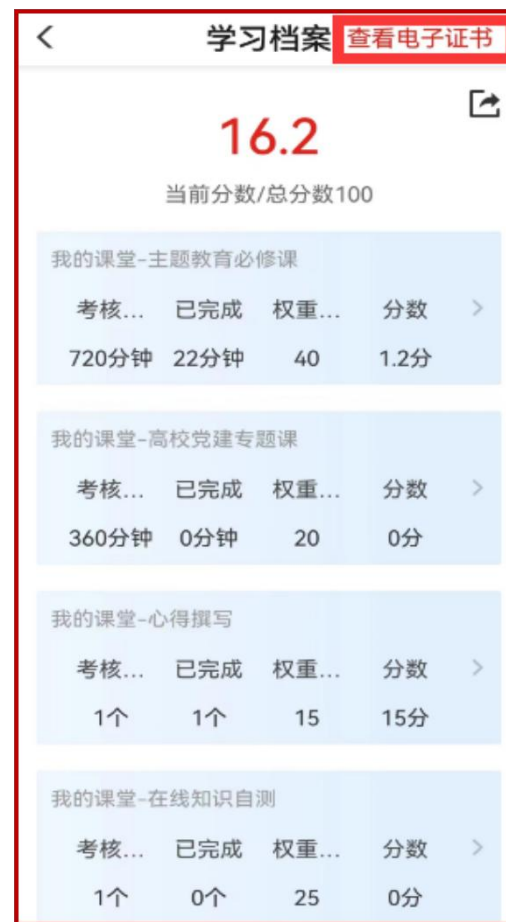 学习档案 查看电子证书
16.2
当前分数/总分数100
我的课堂-主题教育必修课
考核... 已完成 权重... 分数
720分钟 22分钟 40 1.2分
我的课堂-高校党建专题课
考核... 已完成 权重... 分数
360分钟 0分钟 20 0分
我的课堂-心得撰写
考核... 已完成 权重... 分数
1个 1个 15 15分
我的课堂-在线知识自测
考核... 已完成 权重... 分数
1个 0个 25 0分